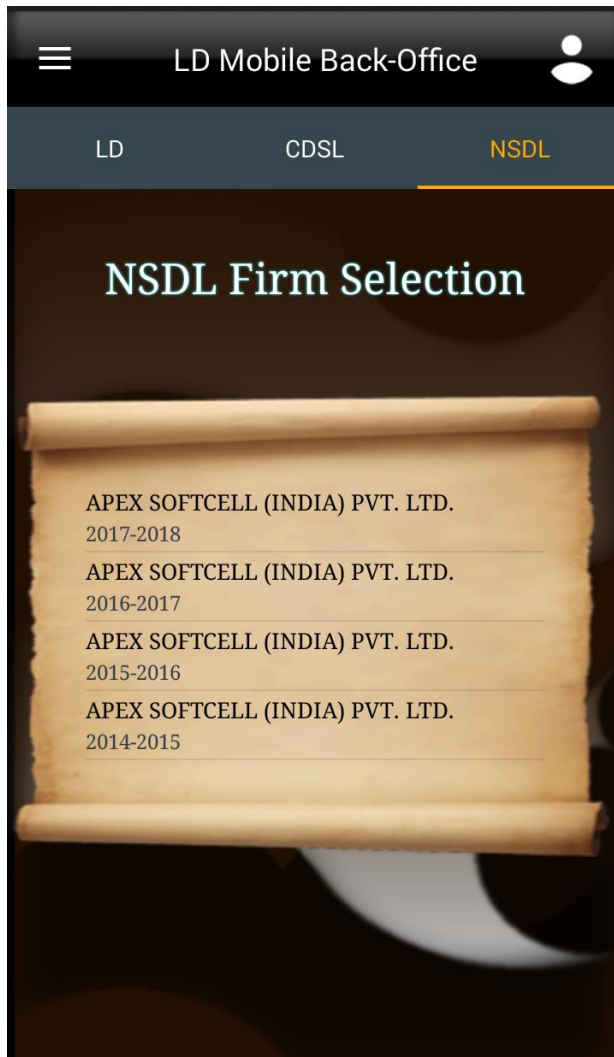 LD Mobile Back-Office
LD CDSL NSDL
NSDL Firm Selection
APEX SOFTCELL (INDIA) PVT. LTD.
2017-2018
APEX SOFTCELL (INDIA) PVT. LTD.
2016-2017
APEX SOFTCELL (INDIA) PVT. LTD.
2015-2016
APEX SOFTCELL (INDIA) PVT. LTD.
2014-2015